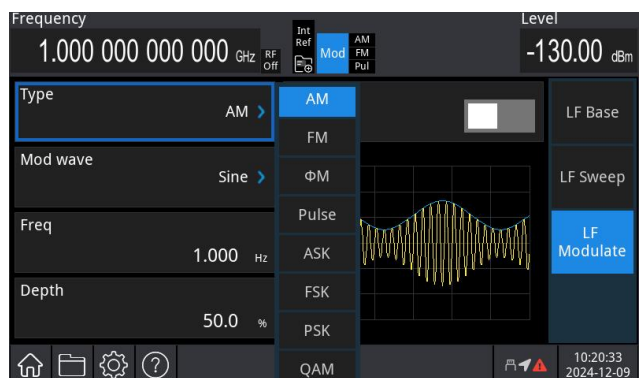 Frequency
Level
1.000 000 000 000 GHz
RF
Off
Int
Ref
Mod
AM
FM
Pul
-130.00 dBm
Type
AM
Mod wave
Sine
Freq
1.000 Hz
Depth
50.0 %
AM
FM
ΦM
Pulse
ASK
FSK
PSK
QAM
LF Base
LF Sweep
LF
Modulate
10:20:33
2024-12-09